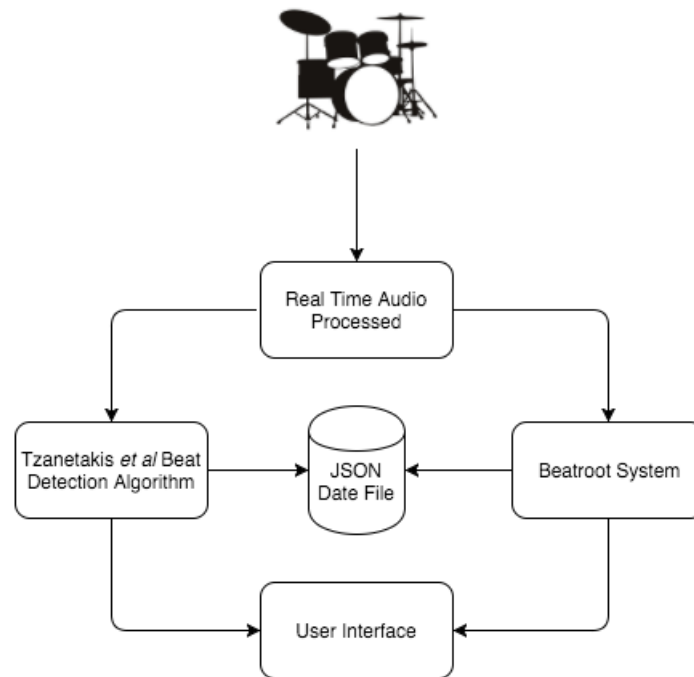 Real Time Audio
Processed
Tzanetakis et al Beat
Detection Algorithm
JSON
Date File
Beatroot System
User Interface